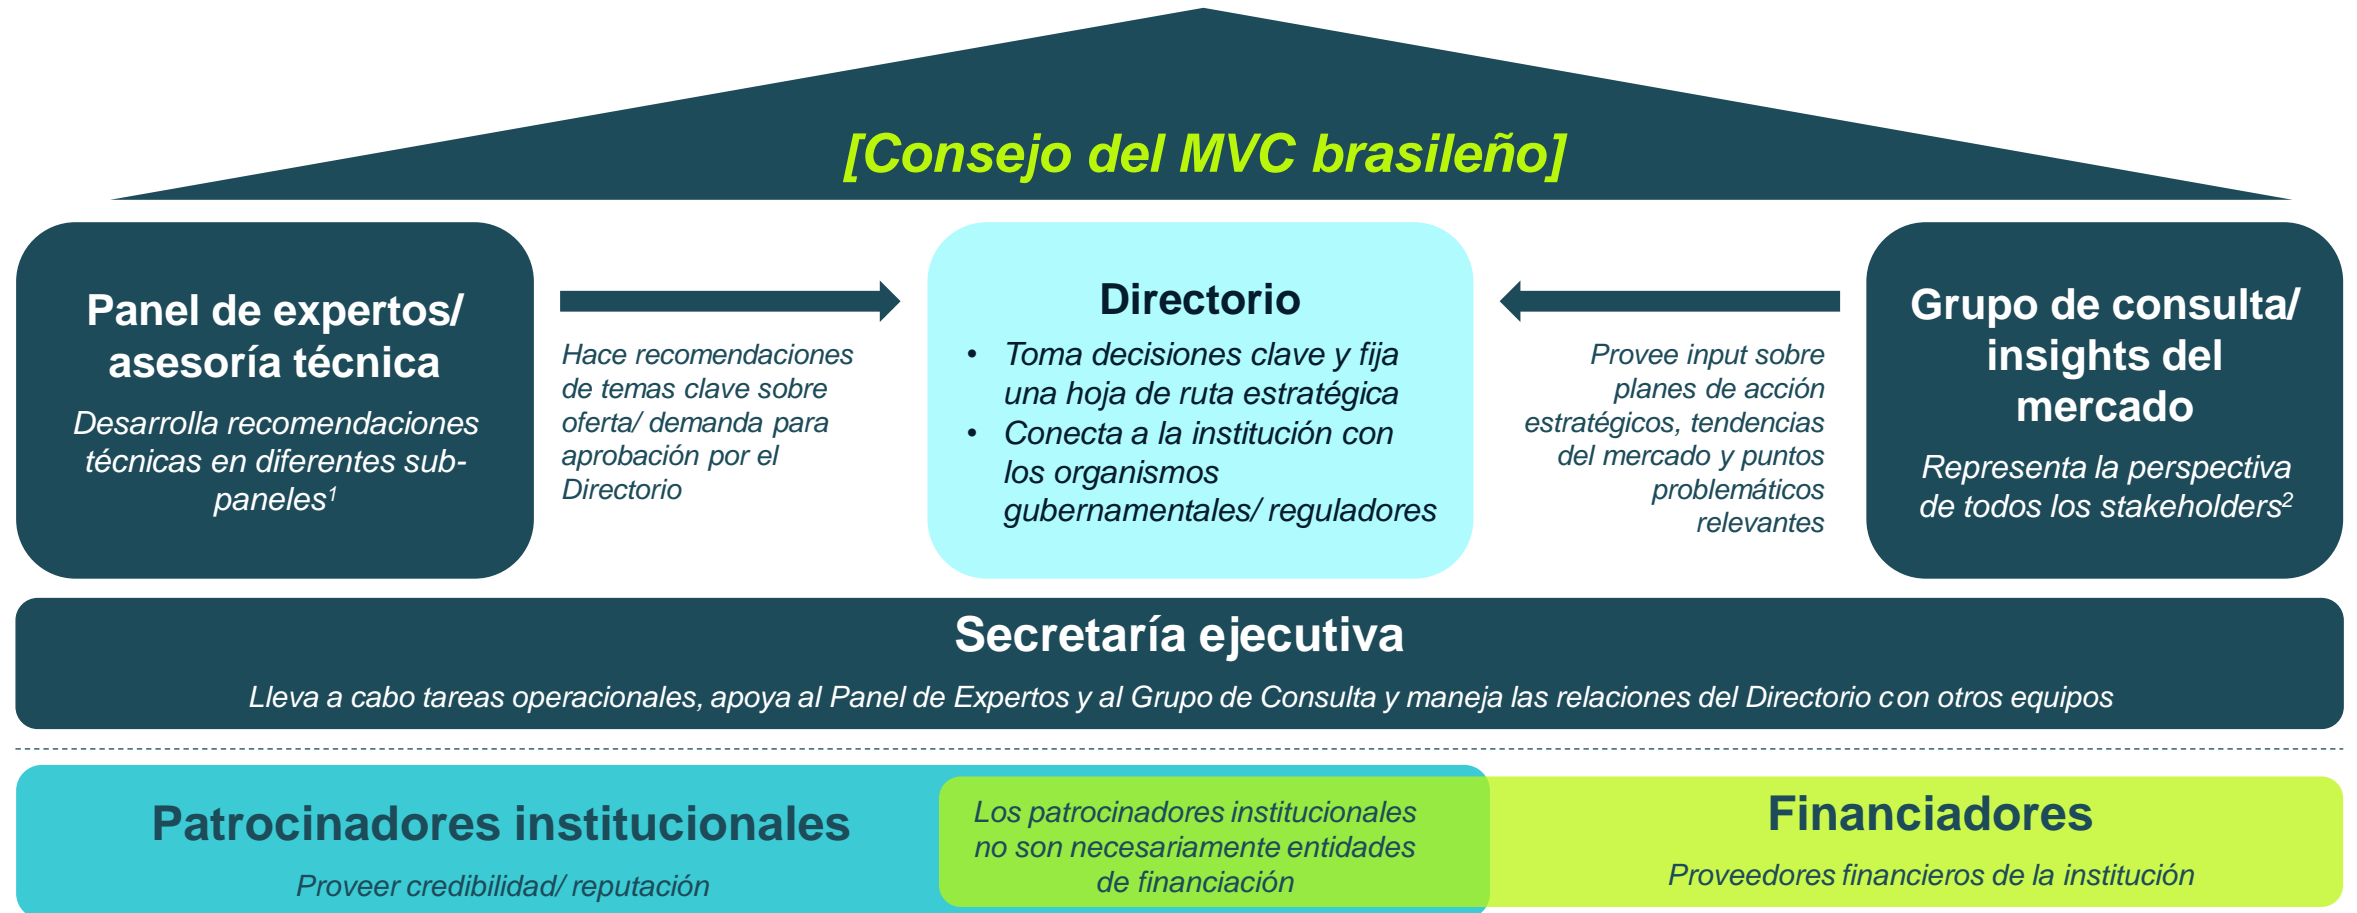 [Consejo del MVC brasileño]
Panel de expertos/
asesoría técnica
Desarrolla recomendaciones
técnicas en diferentes sub-
paneles¹
Hace recomendaciones
de temas clave sobre
oferta/ demanda para
aprobación por el
Directorio
Directorio
• Toma decisiones clave y fija
una hoja de ruta estratégica
• Conecta a la institución con
los organismos
gubernamentales/ reguladores
Provee input sobre
planes de acción
estratégicos, tendencias
del mercado y puntos
problemáticos
relevantes
Grupo de consulta/
insights del
mercado
Representa la perspectiva
de todos los stakeholders²
Secretaría ejecutiva
Lleva a cabo tareas operacionales, apoya al Panel de Expertos y al Grupo de Consulta y maneja las relaciones del Directorio con otros equipos
Patrocinadores institucionales
Proveer credibilidad/ reputación
Los patrocinadores institucionales
no son necesariamente entidades
de financiación
Financiadores
Proveedores financieros de la institución